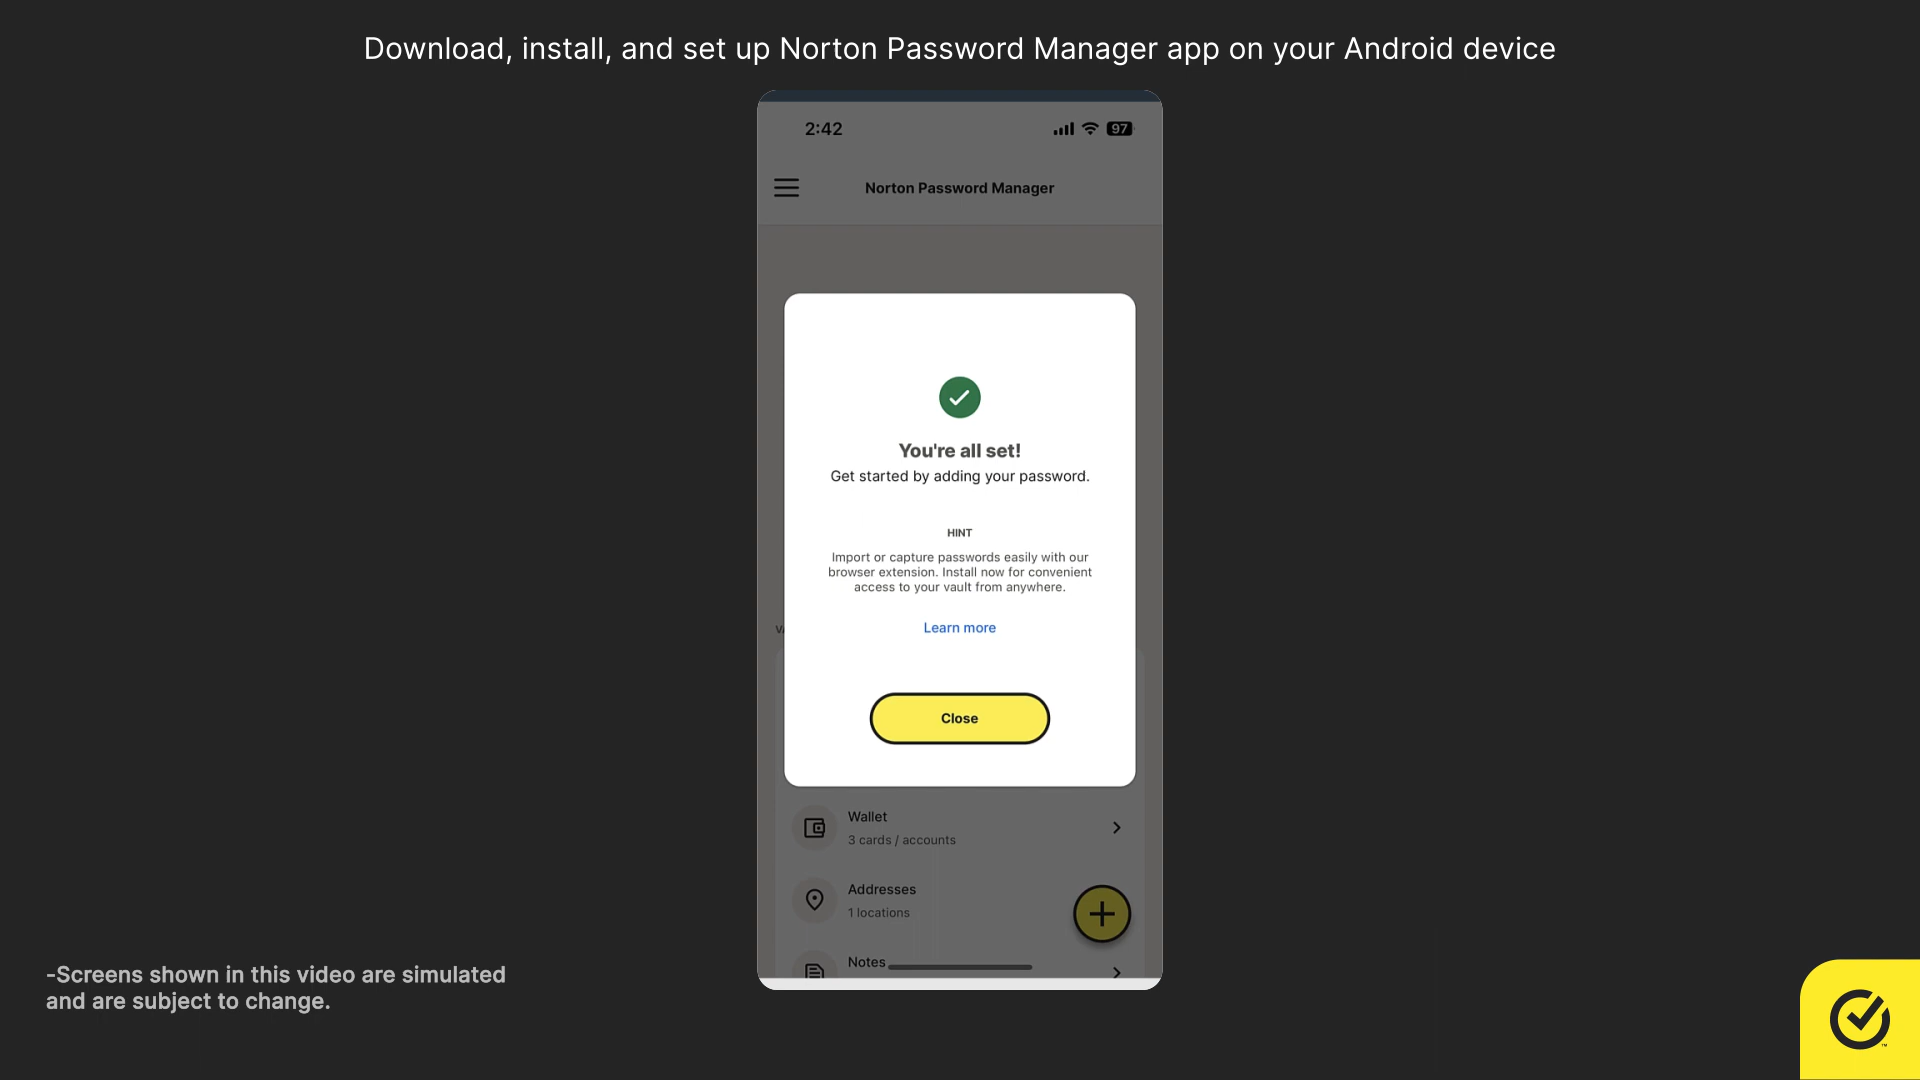 Download, install, and set up Norton Password Manager app on your Android device
2:42
97
Norton Password Manager
You're all set!
Get started by adding your password.
HINT
Import or capture passwords easily with our
browser extension. Install now for convenient
access to your vault from anywhere.
Learn more
Close
Wallet
3 cards / accounts
Addresses
1 locations
Notes
-Screens shown in this video are simulated
and are subject to change.